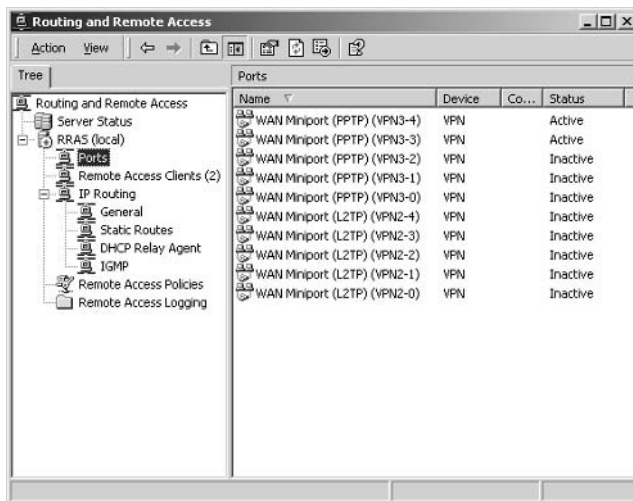 Routing and Remote Access
Action View
Tree
Ports
Routing and Remote Access
Server Status
RRAS (local)
Ports
Remote Access Clients (2)
IP Routing
General
Static Routes
DHCP Relay Agent
IGMP
Remote Access Policies
Remote Access Logging
Name Device Co... Status
WAN Miniport (PPTP) (VPN3-4) VPN Active
WAN Miniport (PPTP) (VPN3-3) VPN Active
WAN Miniport (PPTP) (VPN3-2) VPN Inactive
WAN Miniport (PPTP) (VPN3-1) VPN Inactive
WAN Miniport (PPTP) (VPN3-0) VPN Inactive
WAN Miniport (L2TP) (VPN2-4) VPN Inactive
WAN Miniport (L2TP) (VPN2-3) VPN Inactive
WAN Miniport (L2TP) (VPN2-2) VPN Inactive
WAN Miniport (L2TP) (VPN2-1) VPN Inactive
WAN Miniport (L2TP) (VPN2-0) VPN Inactive